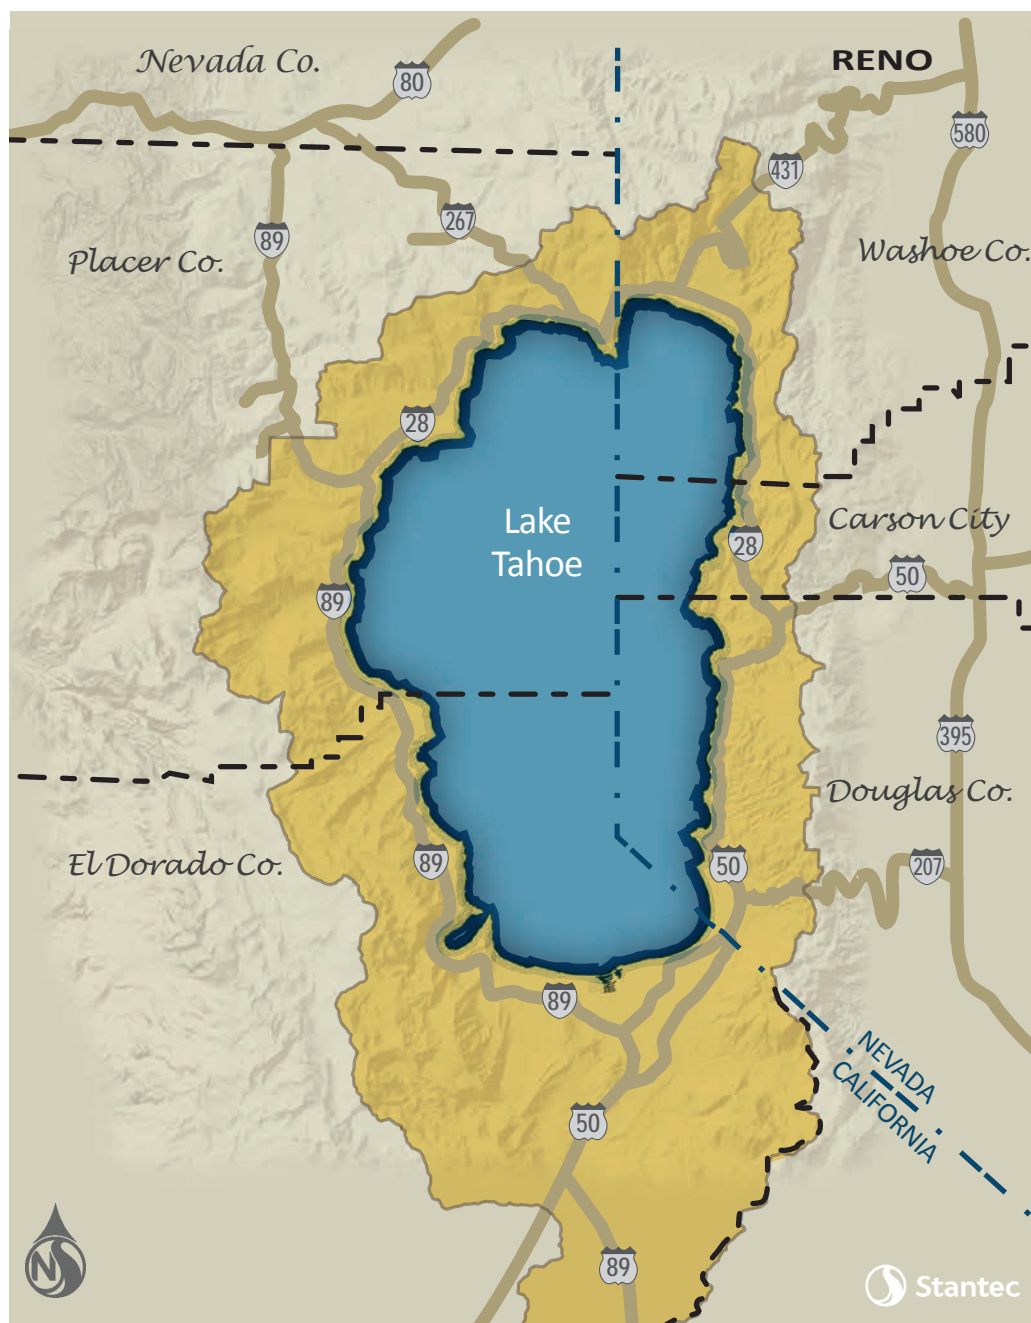 Nevada Co.
RENO
80
580
431
267
89
Placer Co.
Washoe Co.
28
Lake
Tahoe
Carson City
28
50
89
395
Douglas Co.
El Dorado Co.
89
50
207
89
NEVADA
CALIFORNIA
50
89
N
Stantec